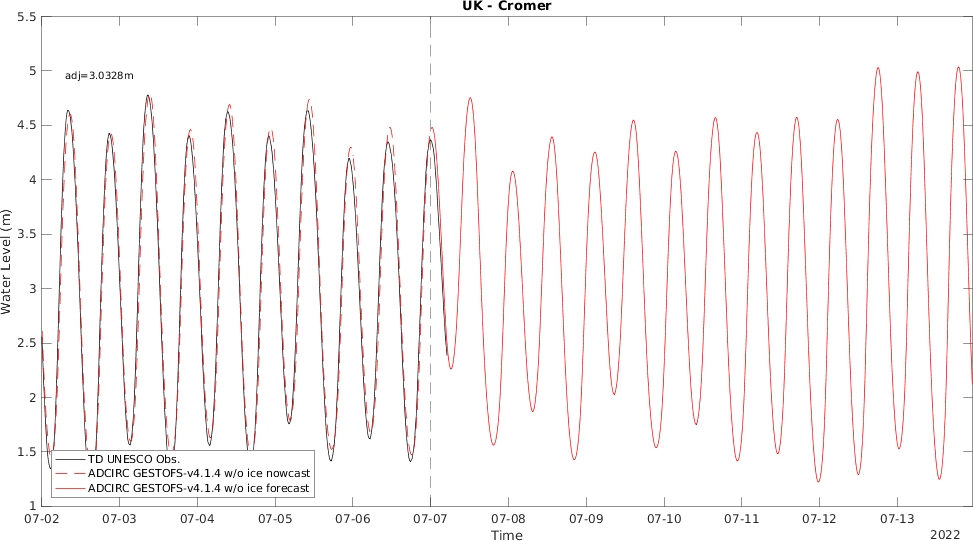 UK - Cromer
adj=3.0328m
Water Level (m)
5.5
5
4.5
4
3.5
3
2.5
2
1.5
1
TD UNESCO Obs.
ADCIRC GESTOFS-v4.1.4 w/o ice nowcast
ADCIRC GESTOFS-v4.1.4 w/o ice forecast
07-02 07-03 07-04 07-05 07-06 07-07 07-08 07-09 07-10 07-11 07-12 07-13
Time
2022